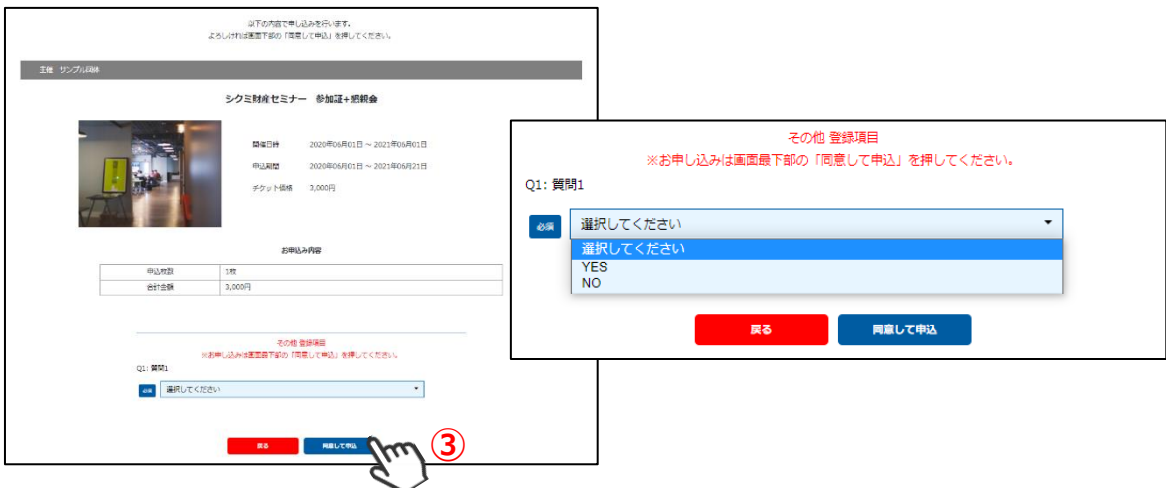 以下の内容で申し込みを行います。
よろしければ画面下部の「同意して申込」を押してください。
主催 サンプル団体
シクミ財産セミナー 参加証+懇親会
開催日時 2020年06月01日 ~ 2021年06月01日
申込期間 2020年06月01日 ~ 2021年06月21日
チケット価格 3,000円
お申込み内容
申込枚数 1枚
合計金額 3,000円
その他 登録項目
※お申し込みは画面最下部の「同意して申込」を押してください。
Q1: 質問1
必須 選択してください
戻る 同意して申込
③
その他 登録項目
※お申し込みは画面最下部の「同意して申込」を押してください。
Q1: 質問1
必須 選択してください
選択してください
YES
NO
戻る 同意して申込